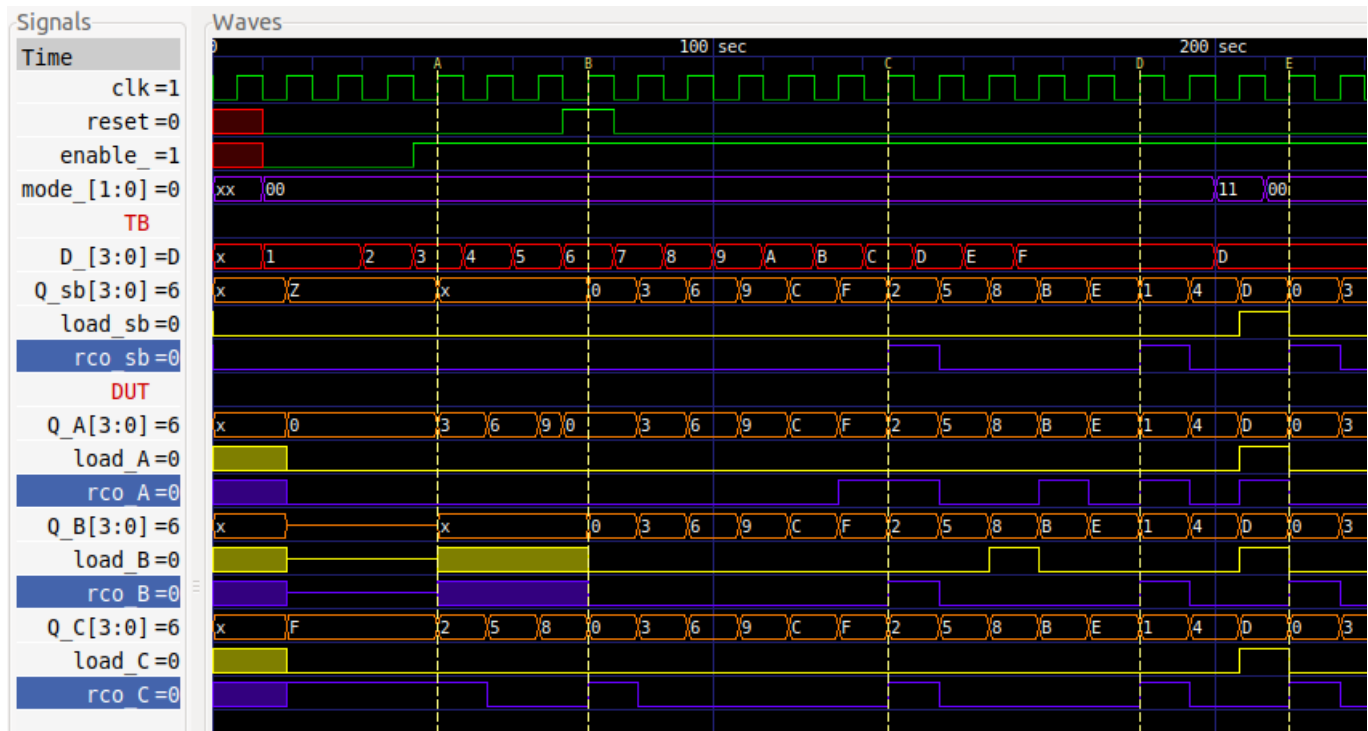 Signals Waves
Time 0 100 sec 200 sec
A B C D E
clk=1
reset=0
enable_=1
mode_[1:0]=0 xx 00 11 00
TB
D_[3:0]=D x 1 2 3 4 5 6 7 8 9 A B C D E F D
Q_sb[3:0]=6 x Z x 0 3 6 9 C F 2 5 8 B E 1 4 D 0 3
load_sb=0
rco_sb=0
DUT
Q_A[3:0]=6 x 0 3 6 9 0 3 6 9 C F 2 5 8 B E 1 4 D 0 3
load_A=0
rco_A=0
Q_B[3:0]=6 x x 0 3 6 9 C F 2 5 8 B E 1 4 D 0 3
load_B=0
rco_B=0
Q_C[3:0]=6 x F 2 5 8 0 3 6 9 C F 2 5 8 B E 1 4 D 0 3
load_C=0
rco_C=0